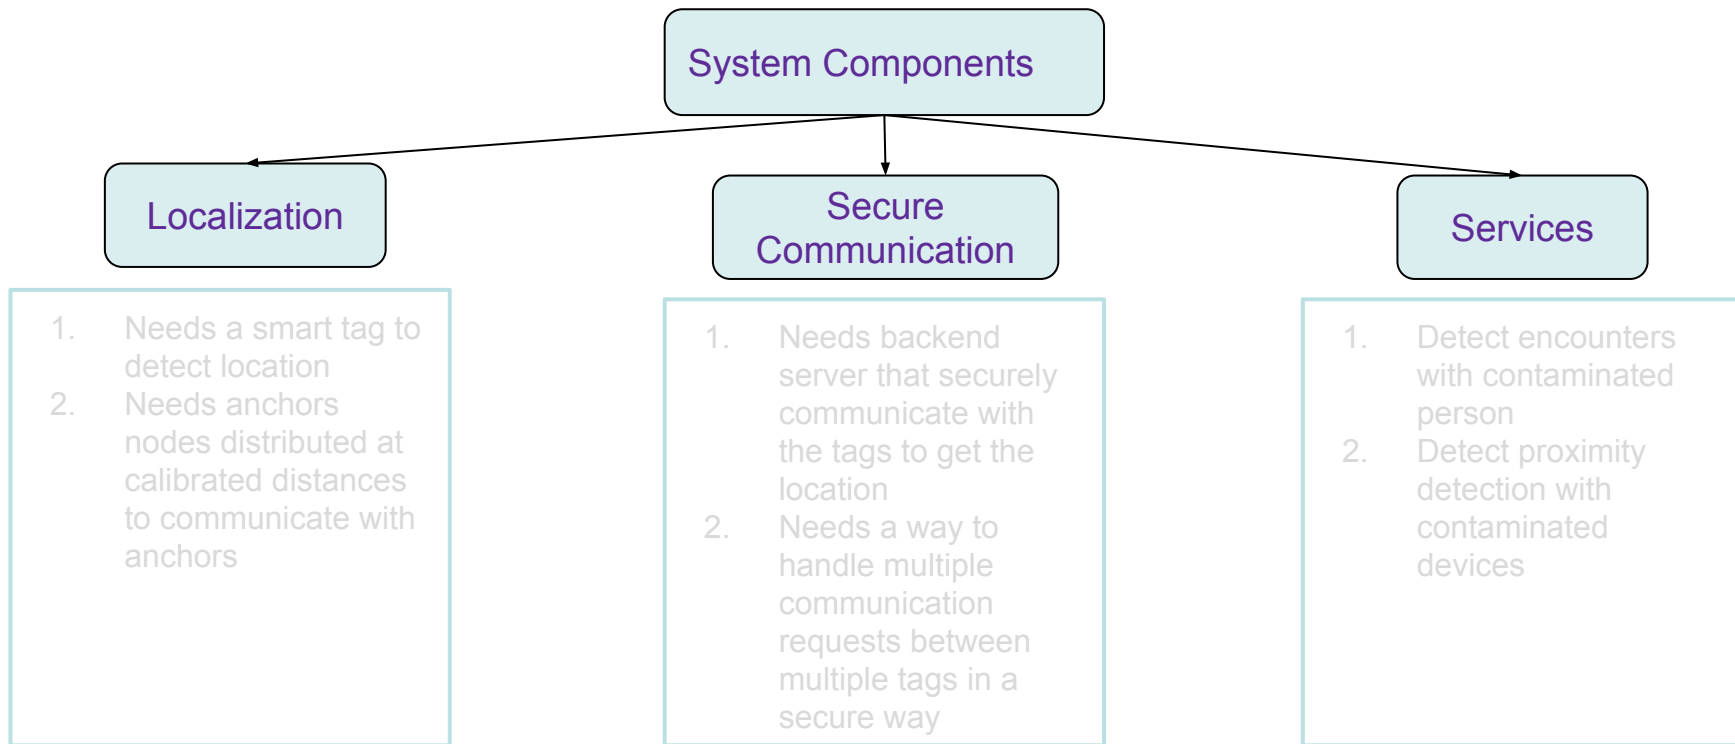 System Components
Localization
Secure
Communication
Services
1. Needs a smart tag to
detect location
2. Needs anchors
nodes distributed at
calibrated distances
to communicate with
anchors
1. Needs backend
server that securely
communicate with
the tags to get the
location
2. Needs a way to
handle multiple
communication
requests between
multiple tags in a
secure way
1. Detect encounters
with contaminated
person
2. Detect proximity
detection with
contaminated
devices